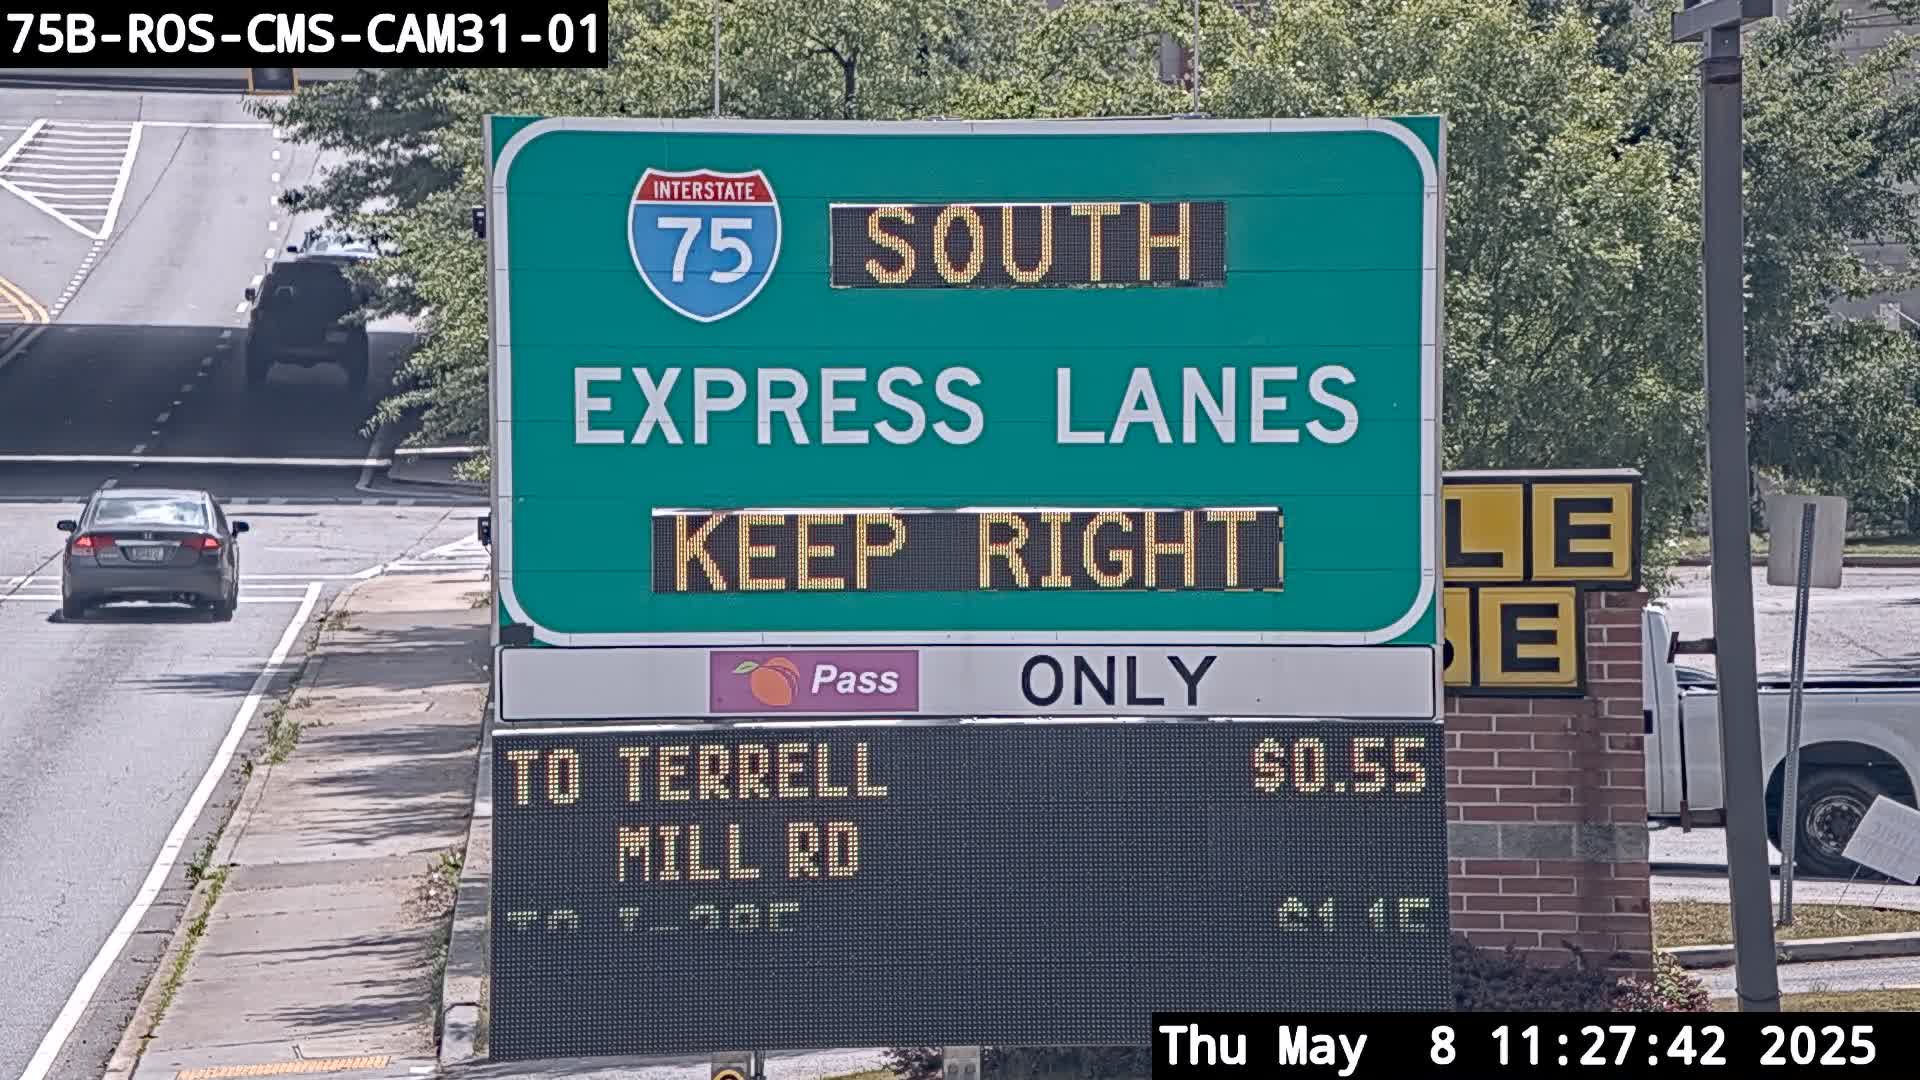 75B-ROS-CMS-CAM31-01
INTERSTATE
75
SOUTH
EXPRESS LANES
KEEP RIGHT
LE
E
Pass ONLY
TO TERRELL $0.55
MILL RD
Thu May 8 11:27:42 2025